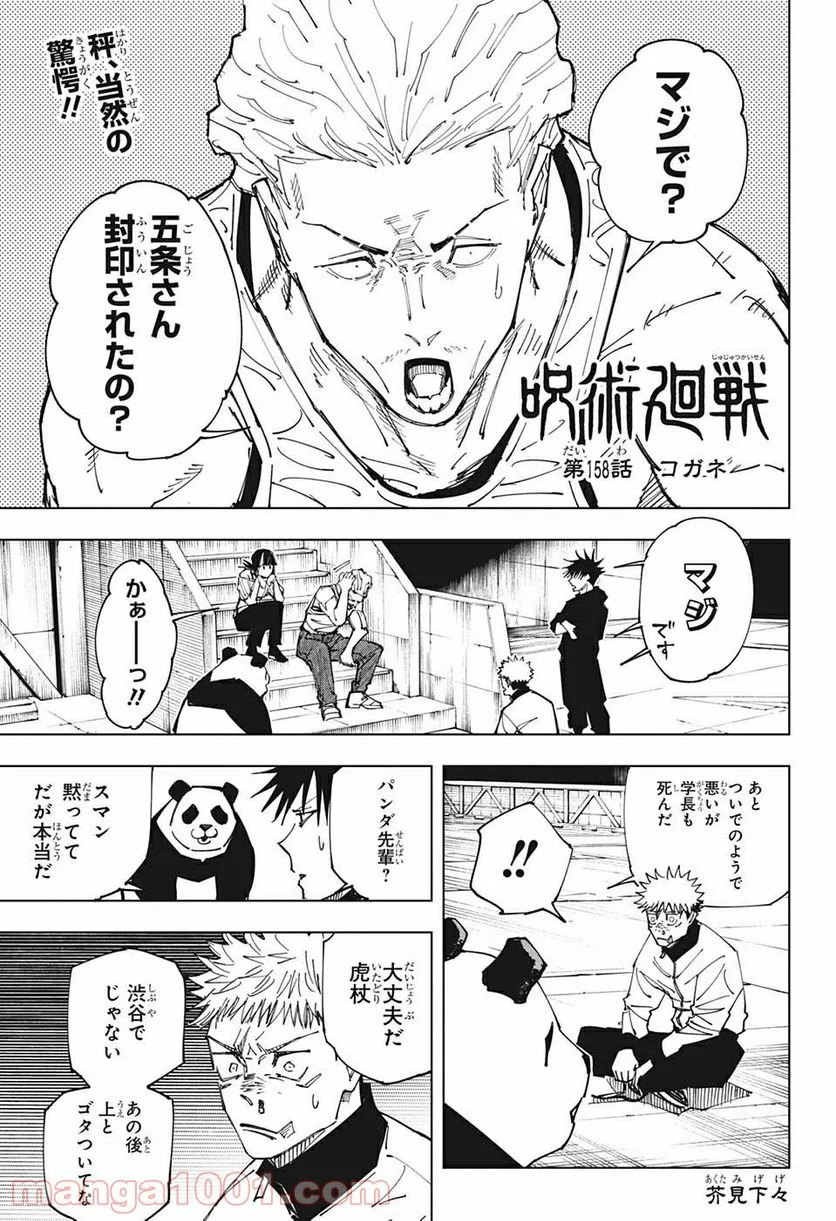 マジで？
五条さん
封印されたの？
秤、当然の
驚愕!!
呪術廻戦
第158話　コガネ
マジ
です
かぁーーっ!!
あと
ついでのようで
悪いが
学長も
死んだ
!!
パンダ先輩？
スマン
黙ってて
だが本当だ
大丈夫だ
虎杖
渋谷で
じゃない
あの後
上と
ゴタついてな
芥見下々
manga1001.com